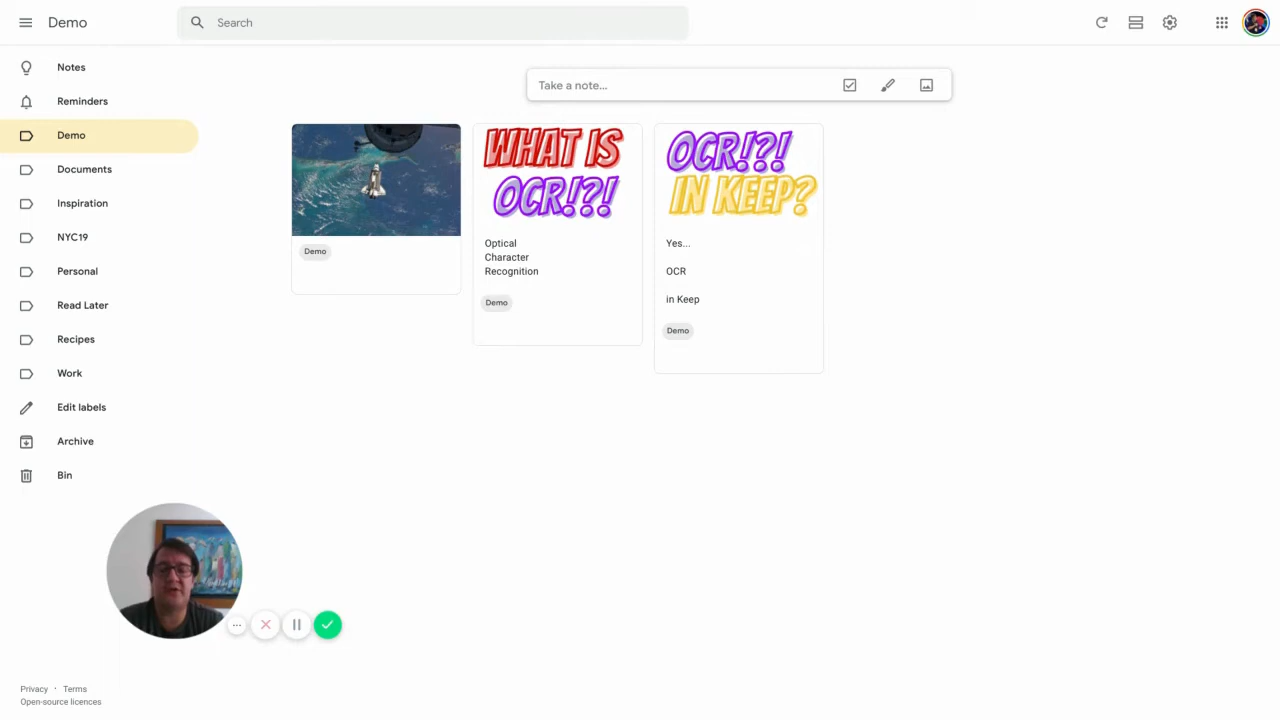 Demo
Search
Notes
Reminders
Demo
Documents
Inspiration
NYC19
Personal
Read Later
Recipes
Work
Edit labels
Archive
Bin
Take a note...
Demo
WHAT IS
OCR!?!
Optical
Character
Recognition
Demo
OCR!?!
IN KEEP?
Yes...
OCR
in Keep
Demo
Privacy · Terms
Open-source licences